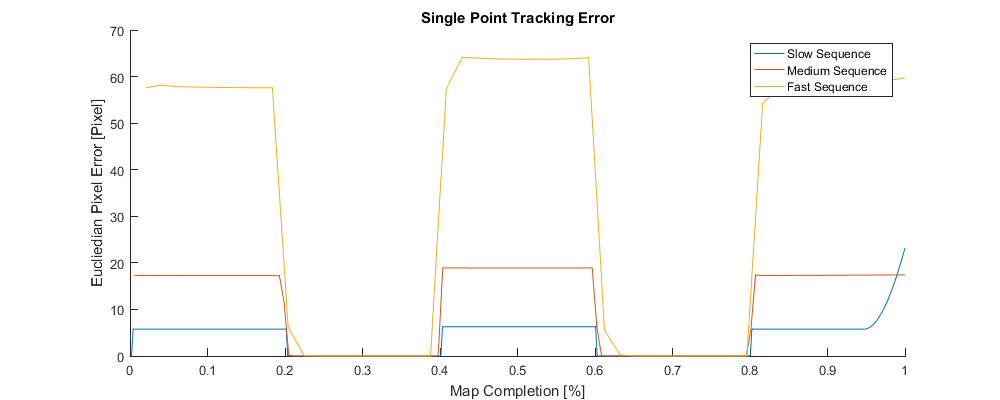 Single Point Tracking Error
70
60
50
40
30
20
10
0
Eucliedian Pixel Error [Pixel]
Slow Sequence
Medium Sequence
Fast Sequence
0 0.1 0.2 0.3 0.4 0.5 0.6 0.7 0.8 0.9 1
Map Completion [%]